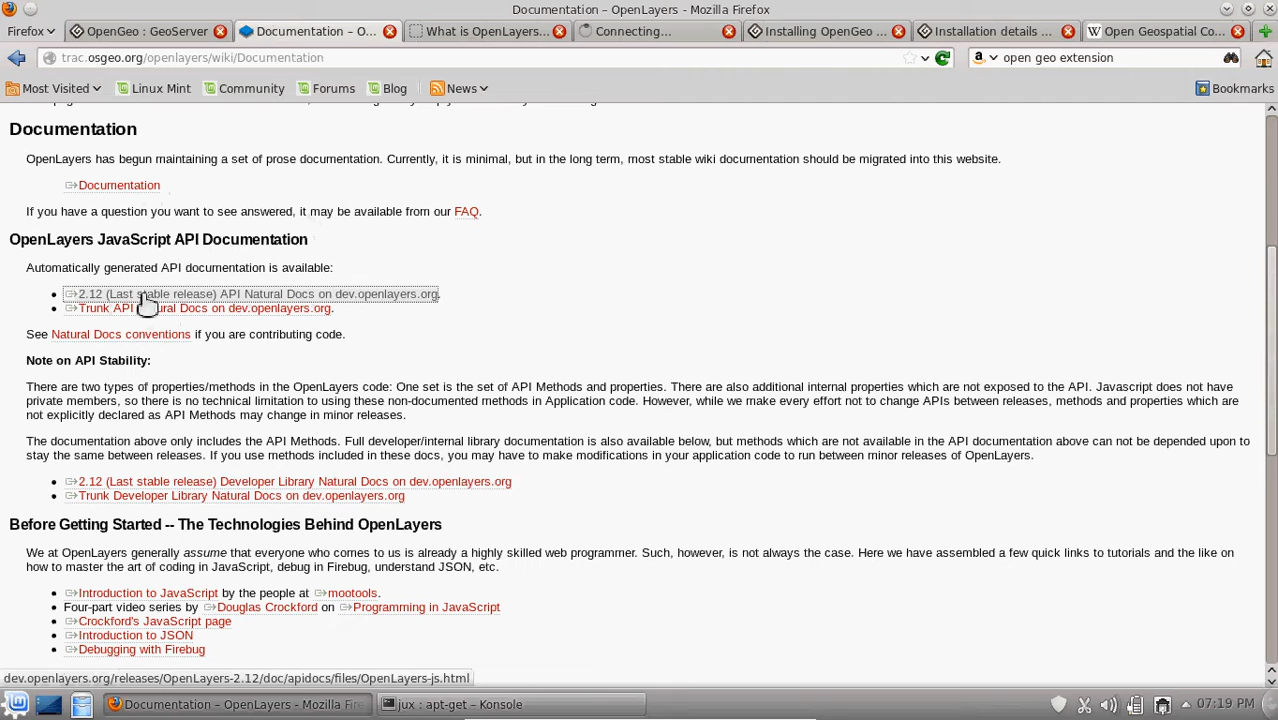 Documentation – OpenLayers – Mozilla Firefox
Firefox
OpenGeo : GeoServer
Documentation – O...
What is OpenLayers...
Connecting...
Installing OpenGeo ...
Installation details ...
Open Geospatial Co...
trac.osgeo.org/openlayers/wiki/Documentation
open geo extension
Most Visited
Linux Mint
Community
Forums
Blog
News
Bookmarks
Documentation
OpenLayers has begun maintaining a set of prose documentation. Currently, it is minimal, but in the long term, most stable wiki documentation should be migrated into this website.
Documentation
If you have a question you want to see answered, it may be available from our FAQ.
OpenLayers JavaScript API Documentation
Automatically generated API documentation is available:
2.12 (Last stable release) API Natural Docs on dev.openlayers.org.
Trunk API Natural Docs on dev.openlayers.org.
See Natural Docs conventions if you are contributing code.
Note on API Stability:
There are two types of properties/methods in the OpenLayers code: One set is the set of API Methods and properties. There are also additional internal properties which are not exposed to the API. Javascript does not have
private members, so there is no technical limitation to using these non-documented methods in Application code. However, while we make every effort not to change APIs between releases, methods and properties which are
not explicitly declared as API Methods may change in minor releases.
The documentation above only includes the API Methods. Full developer/internal library documentation is also available below, but methods which are not available in the API documentation above can not be depended upon to
stay the same between releases. If you use methods included in these docs, you may have to make modifications in your application code to run between minor releases of OpenLayers.
2.12 (Last stable release) Developer Library Natural Docs on dev.openlayers.org
Trunk Developer Library Natural Docs on dev.openlayers.org
Before Getting Started -- The Technologies Behind OpenLayers
We at OpenLayers generally assume that everyone who comes to us is already a highly skilled web programmer. Such, however, is not always the case. Here we have assembled a few quick links to tutorials and the like on
how to master the art of coding in JavaScript, debug in Firebug, understand JSON, etc.
Introduction to JavaScript by the people at mootools.
Four-part video series by Douglas Crockford on Programming in JavaScript
Crockford's JavaScript page
Introduction to JSON
Debugging with Firebug
dev.openlayers.org/releases/OpenLayers-2.12/doc/apidocs/files/OpenLayers-js.html
Documentation – OpenLayers – Mozilla Fire
jux : apt-get – Konsole
07:19 PM